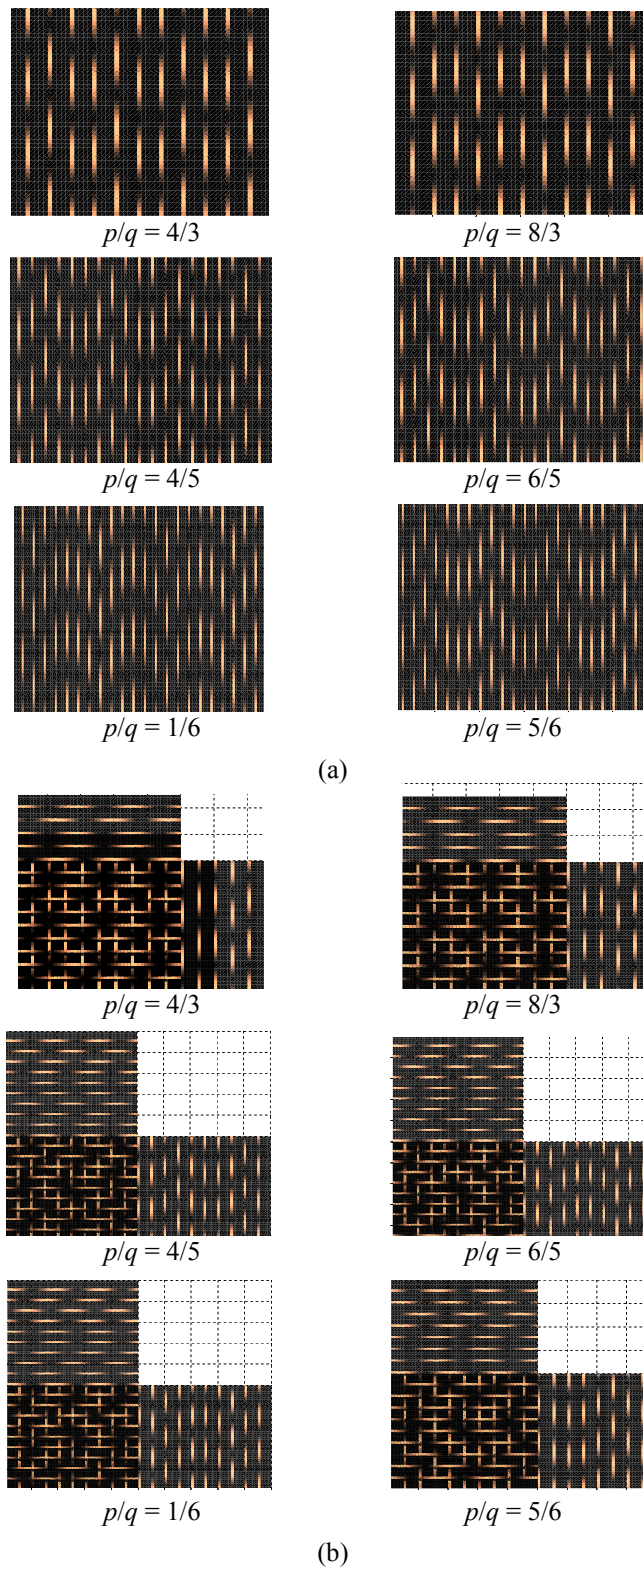 p/q = 4/3
p/q = 8/3
p/q = 4/5
p/q = 6/5
p/q = 1/6
p/q = 5/6
(a)
p/q = 4/3
p/q = 8/3
p/q = 4/5
p/q = 6/5
p/q = 1/6
p/q = 5/6
(b)